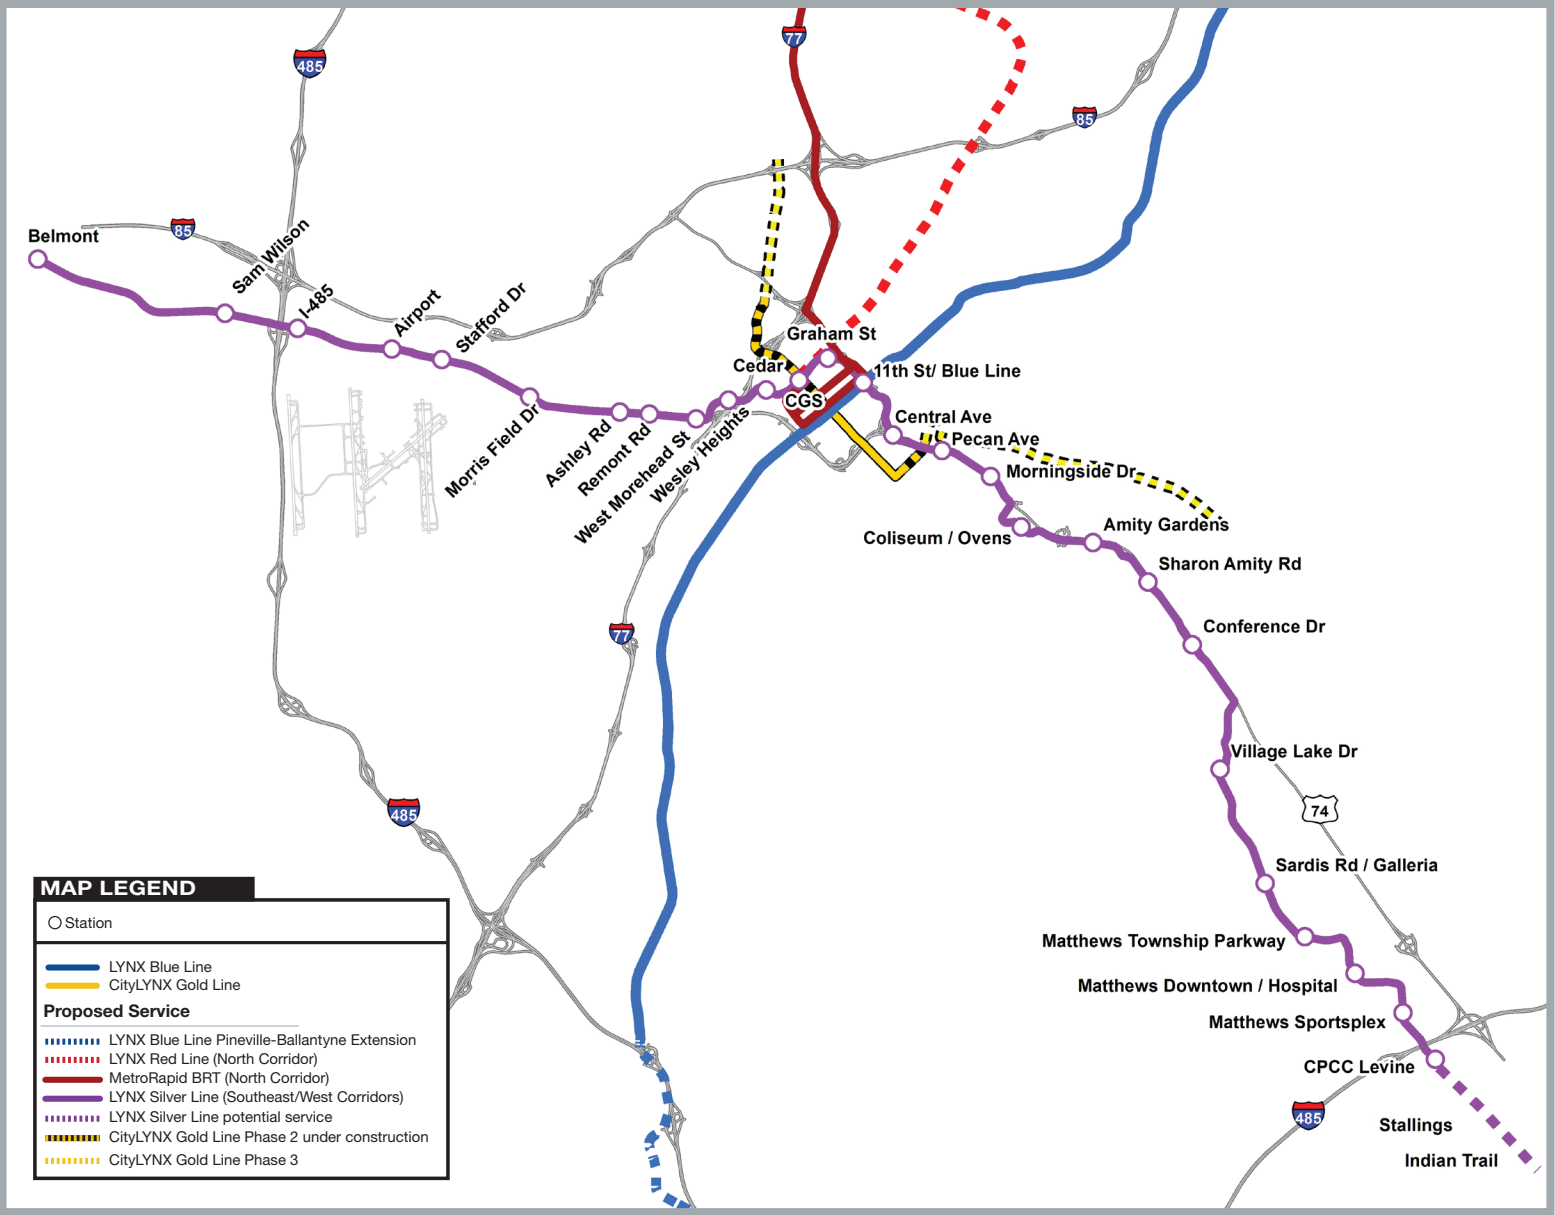 77
485
85
85
Belmont
Sam Wilson
I-485
Airport
Stafford Dr
Graham St
Cedar
11th St/ Blue Line
CGS
Central Ave
Pecan Ave
Morris Field Dr
Ashley Rd
Remont Rd
West Morehead St
Wesley Heights
Morningside Dr
Coliseum / Ovens
Amity Gardens
Sharon Amity Rd
77
Conference Dr
Village Lake Dr
485
74
Sardis Rd / Galleria
Matthews Township Parkway
Matthews Downtown / Hospital
Matthews Sportsplex
CPCC Levine
485
Stallings
Indian Trail
MAP LEGEND
Station
LYNX Blue Line
CityLYNX Gold Line
Proposed Service
LYNX Blue Line Pineville-Ballantyne Extension
LYNX Red Line (North Corridor)
MetroRapid BRT (North Corridor)
LYNX Silver Line (Southeast/West Corridors)
LYNX Silver Line potential service
CityLYNX Gold Line Phase 2 under construction
CityLYNX Gold Line Phase 3